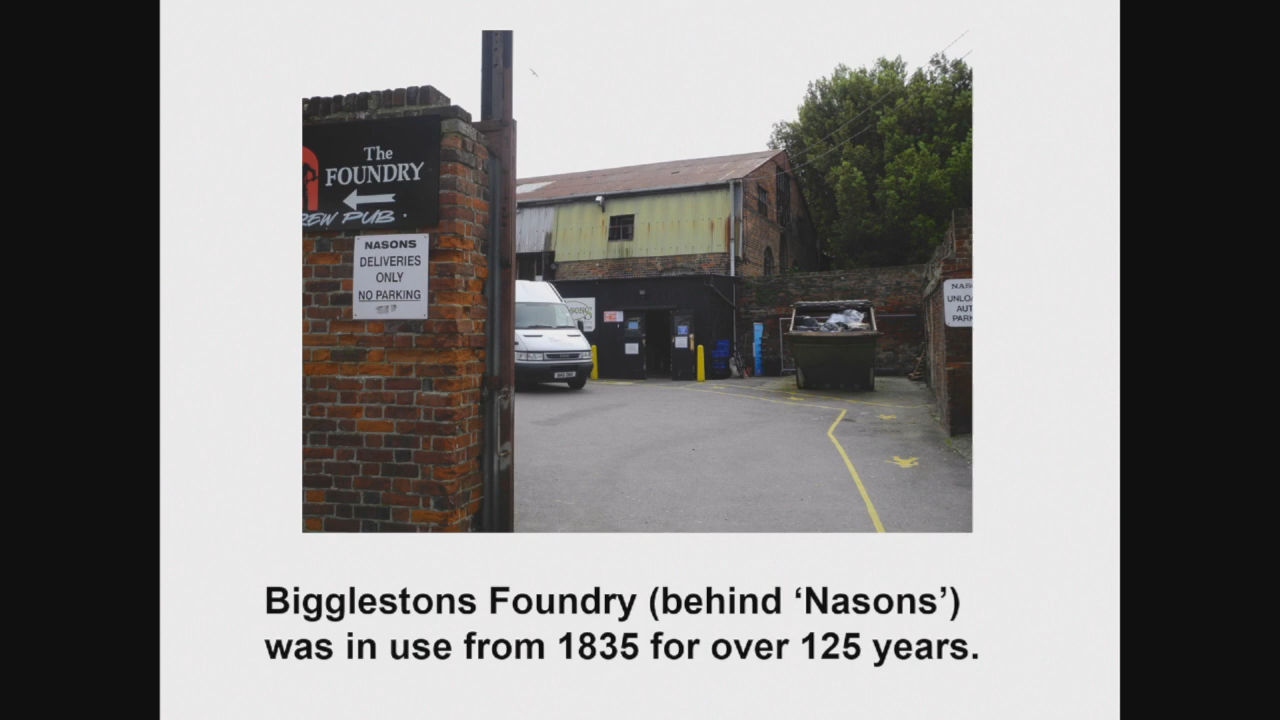 The
FOUNDRY
PUB
NASONS
DELIVERIES
ONLY
NO PARKING
Bigglestons Foundry (behind ‘Nasons’)
was in use from 1835 for over 125 years.